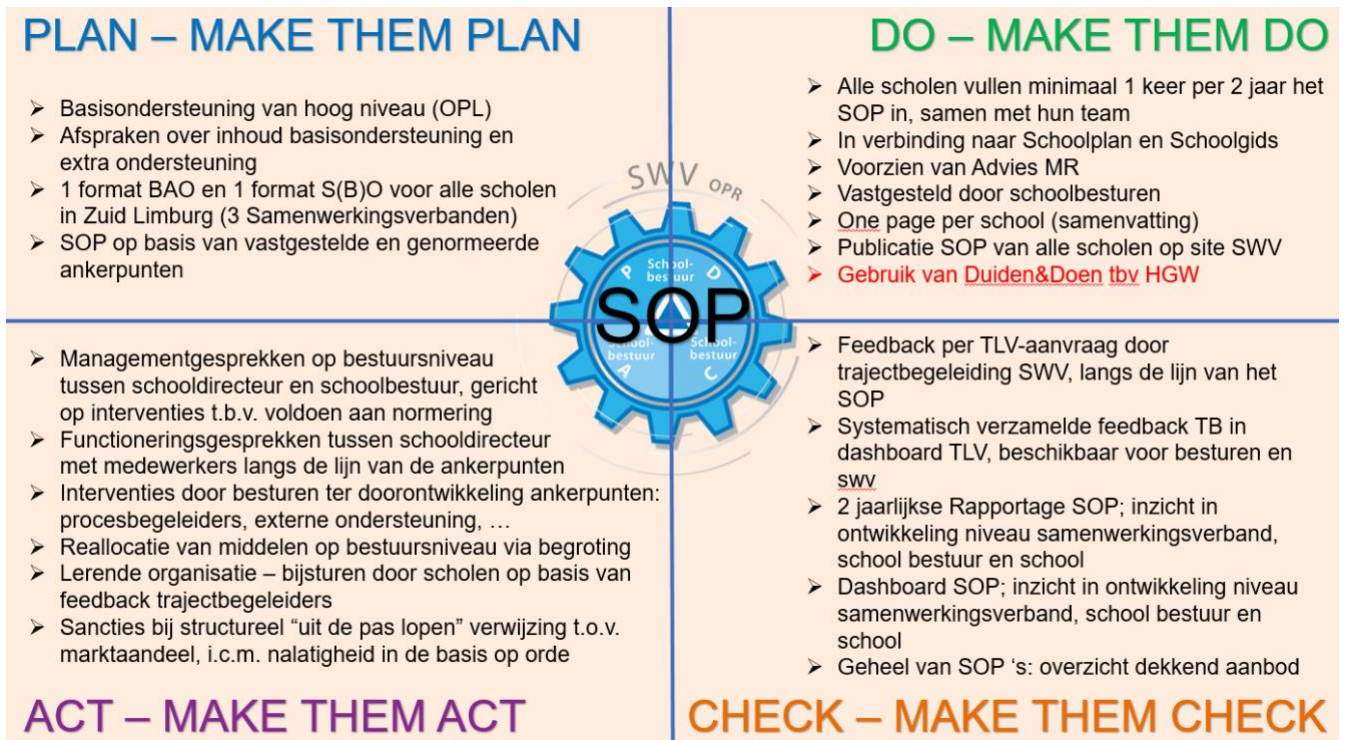 PLAN – MAKE THEM PLAN
➢ Basisondersteuning van hoog niveau (OPL)
➢ Afspraken over inhoud basisondersteuning en
extra ondersteuning
➢ 1 format BAO en 1 format S(B)O voor alle scholen
in Zuid Limburg (3 Samenwerkingsverbanden)
➢ SOP op basis van vastgestelde en genormeerde
ankerpunten
DO – MAKE THEM DO
➢ Alle scholen vullen minimaal 1 keer per 2 jaar het
SOP in, samen met hun team
➢ In verbinding naar Schoolplan en Schoolgids
➢ Voorzien van Advies MR
➢ Vastgesteld door schoolbesturen
➢ One page per school (samenvatting)
➢ Publicatie SOP van alle scholen op site SWV
➢ Gebruik van Duiden&Doen tbv HGW
SWV OPR
P
School-
bestuur
D
SOP
School-
bestuur
School-
bestuur
A
C
➢ Managementgesprekken op bestuursniveau
tussen schooldirecteur en schoolbestuur, gericht
op interventies t.b.v. voldoen aan normering
➢ Functioneringsgesprekken tussen schooldirecteur
met medewerkers langs de lijn van de ankerpunten
➢ Interventies door besturen ter doorontwikkeling ankerpunten:
procesbegeleiders, externe ondersteuning, …
➢ Reallocatie van middelen op bestuursniveau via begroting
➢ Lerende organisatie – bijsturen door scholen op basis van
feedback trajectbegeleiders
➢ Sancties bij structureel “uit de pas lopen” verwijzing t.o.v.
marktaandeel, i.c.m. nalatigheid in de basis op orde
ACT – MAKE THEM ACT
➢ Feedback per TLV-aanvraag door
trajectbegeleiding SWV, langs de lijn van het
SOP
➢ Systematisch verzamelde feedback TB in
dashboard TLV, beschikbaar voor besturen en
swv
➢ 2 jaarlijkse Rapportage SOP; inzicht in
ontwikkeling niveau samenwerkingsverband,
school bestuur en school
➢ Dashboard SOP; inzicht in ontwikkeling niveau
samenwerkingsverband, school bestuur en
school
➢ Geheel van SOP ‘s: overzicht dekkend aanbod
CHECK – MAKE THEM CHECK